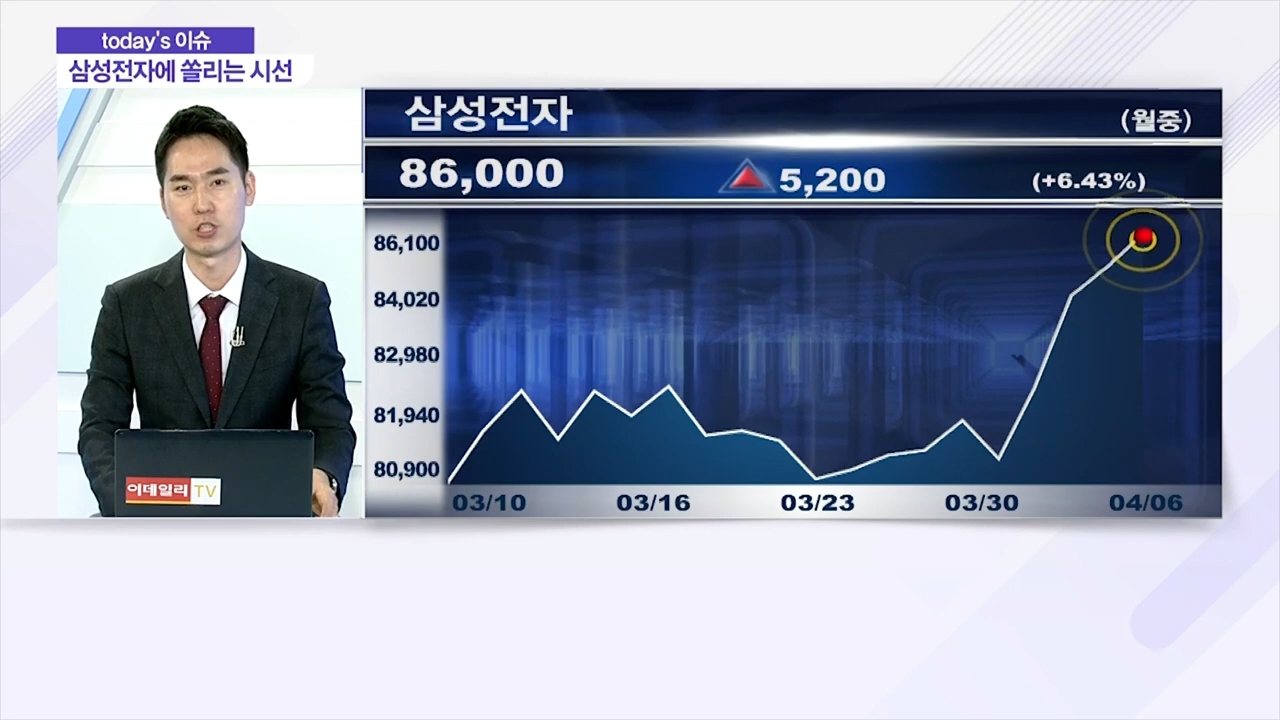 today's 이슈
삼성전자에 쏠리는 시선
삼성전자 (월중)
86,000 ▲ 5,200 (+6.43%)
86,100
84,020
82,980
81,940
80,900
03/10 03/16 03/23 03/30 04/06
이데일리 TV